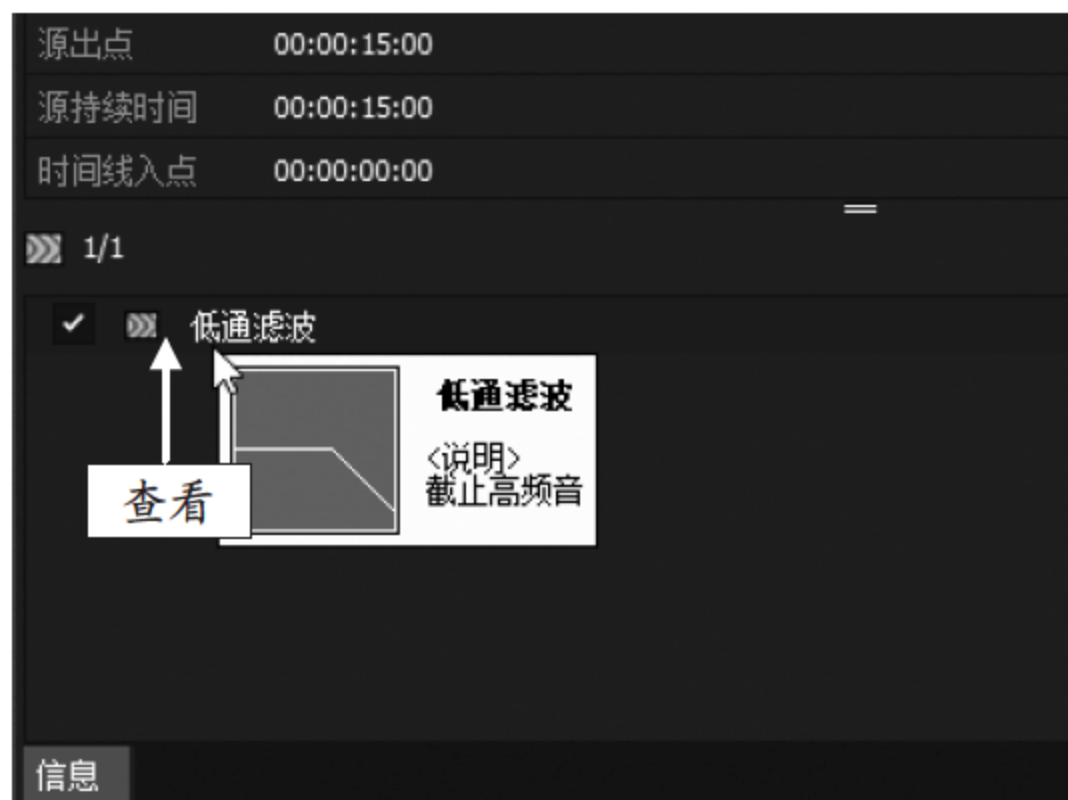 源出点 00:00:15:00
源持续时间 00:00:15:00
时间线入点 00:00:00:00
1/1
低通滤波
低通滤波
<说明>
截止高频音
查看
信息